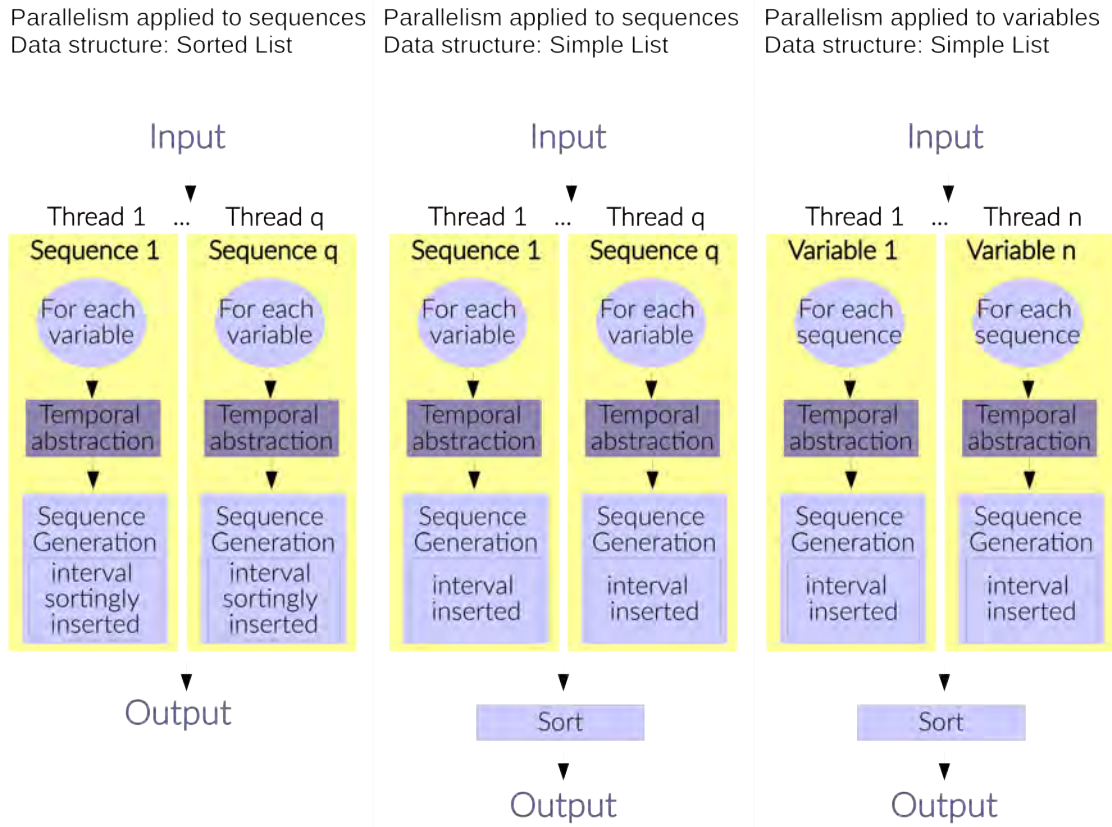 Parallelism applied to sequences
Data structure: Sorted List
Input
Thread 1 ... Thread q
Sequence 1
For each
variable
Temporal
abstraction
Sequence
Generation
interval
sortingly
inserted
Sequence q
For each
variable
Temporal
abstraction
Sequence
Generation
interval
sortingly
inserted
Output
Parallelism applied to sequences
Data structure: Simple List
Input
Thread 1 ... Thread q
Sequence 1
For each
variable
Temporal
abstraction
Sequence
Generation
interval
inserted
Sequence q
For each
variable
Temporal
abstraction
Sequence
Generation
interval
inserted
Sort
Output
Parallelism applied to variables
Data structure: Simple List
Input
Thread 1 ... Thread n
Variable 1
For each
sequence
Temporal
abstraction
Sequence
Generation
interval
inserted
Variable n
For each
sequence
Temporal
abstraction
Sequence
Generation
interval
inserted
Sort
Output